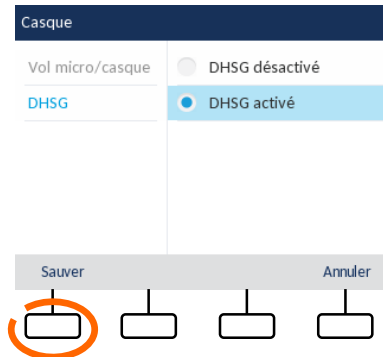 Casque
Vol micro/casque
DHSG
DHSG désactivé
DHSG activé
Sauver
Annuler